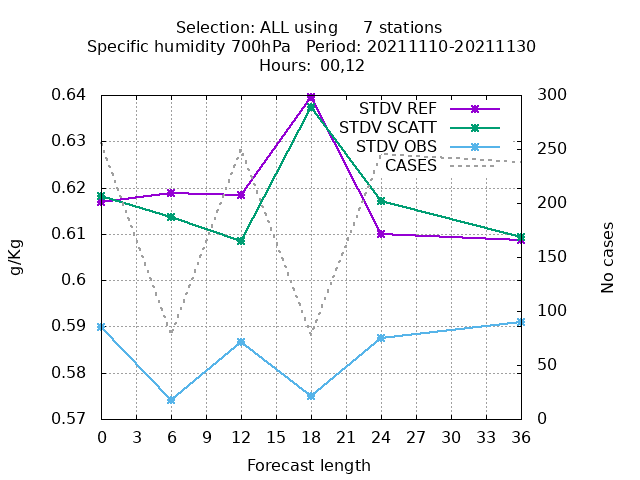 Selection: ALL using     7 stations
Specific humidity 700hPa   Period: 20211110-20211130
Hours: 00,12
STDV REF
STDV SCATT
STDV OBS
CASES
0.64
0.63
0.62
0.61
0.6
0.59
0.58
0.57
g/Kg
300
250
200
150
100
50
0
No cases
0 3 6 9 12 15 18 21 24 27 30 33 36
Forecast length